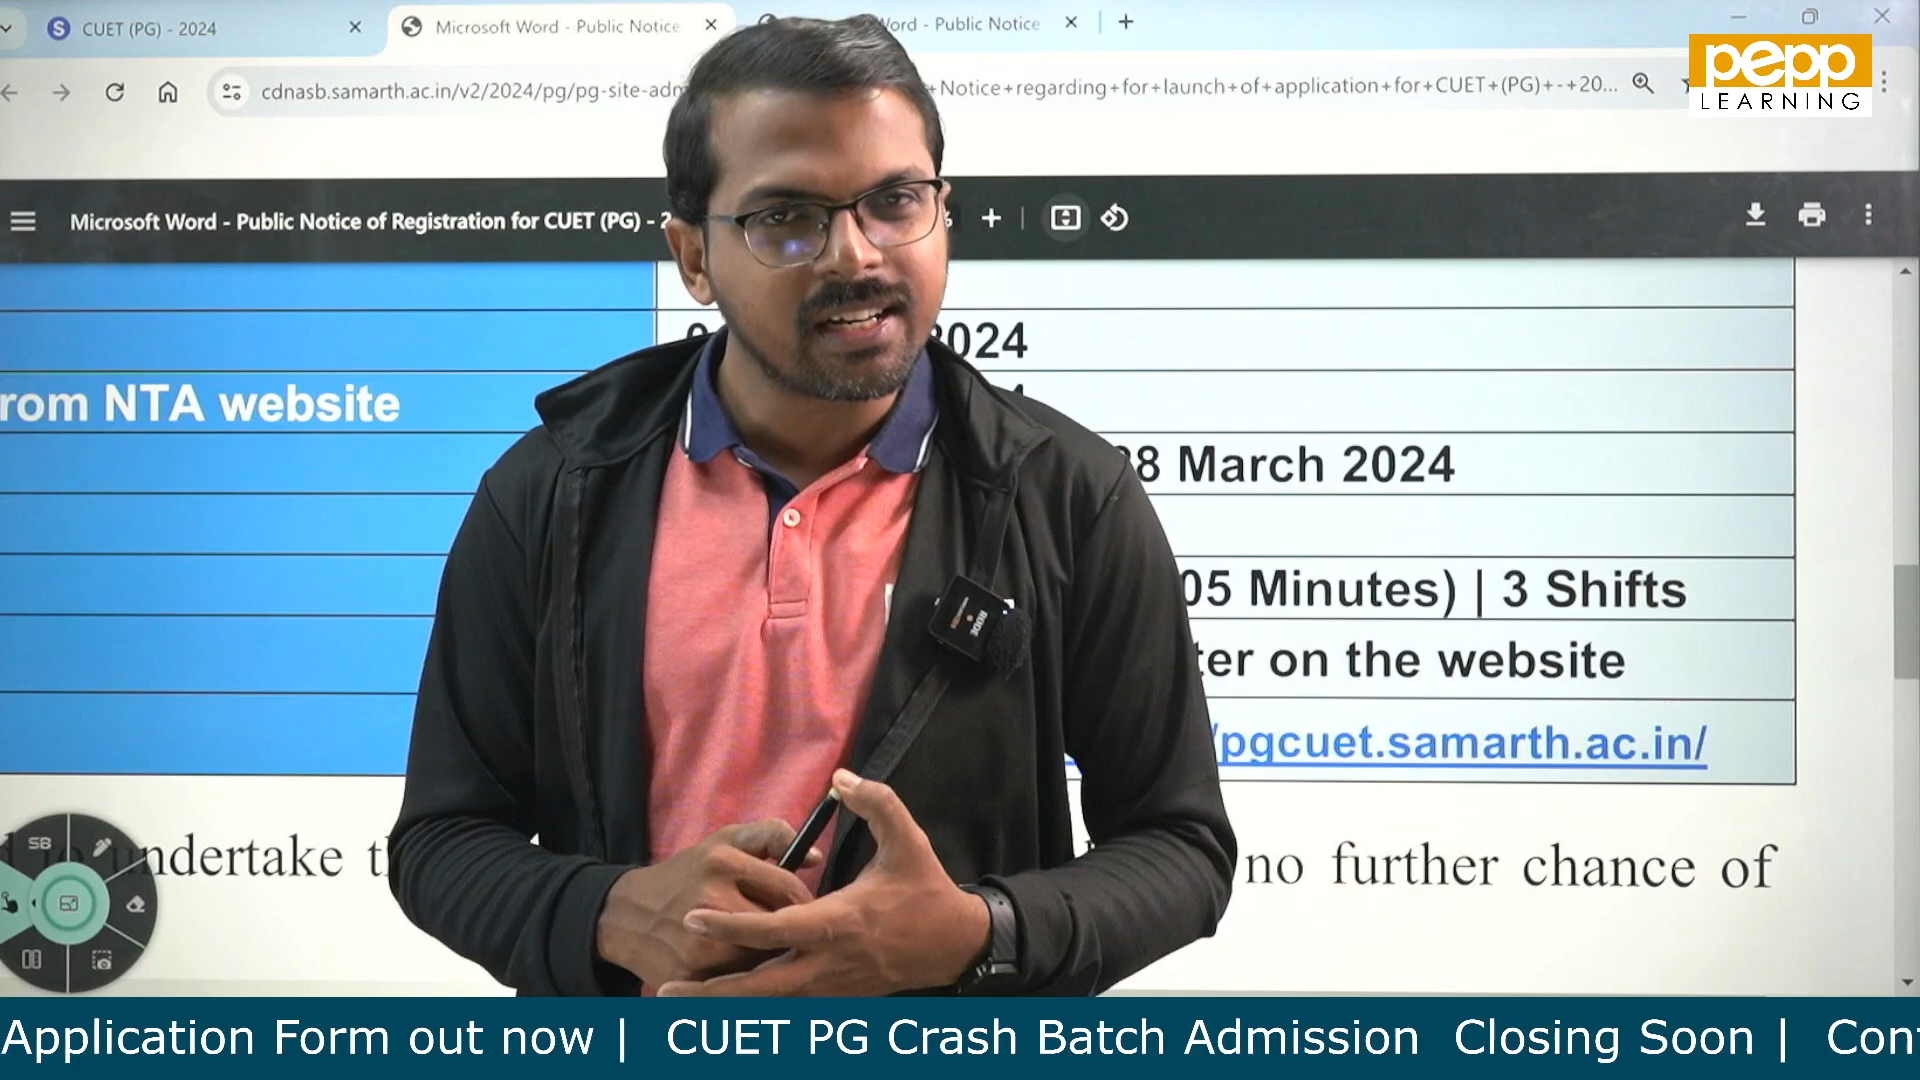 CUET (PG) - 2024
Microsoft Word - Public Notice
Word - Public Notice
pepp
LEARNING
cdnasb.samarth.ac.in/v2/2024/pg/pg-site-adm
+Notice+regarding+for+launch+of+application+for+CUET+(PG)+-+20...
Microsoft Word - Public Notice of Registration for CUET (PG) - 2
2024
rom NTA website
28 March 2024
05 Minutes) | 3 Shifts
ter on the website
/pgcuet.samarth.ac.in/
RODE
SB
undertake
no further chance of
Application Form out now | CUET PG Crash Batch Admission Closing Soon | Con